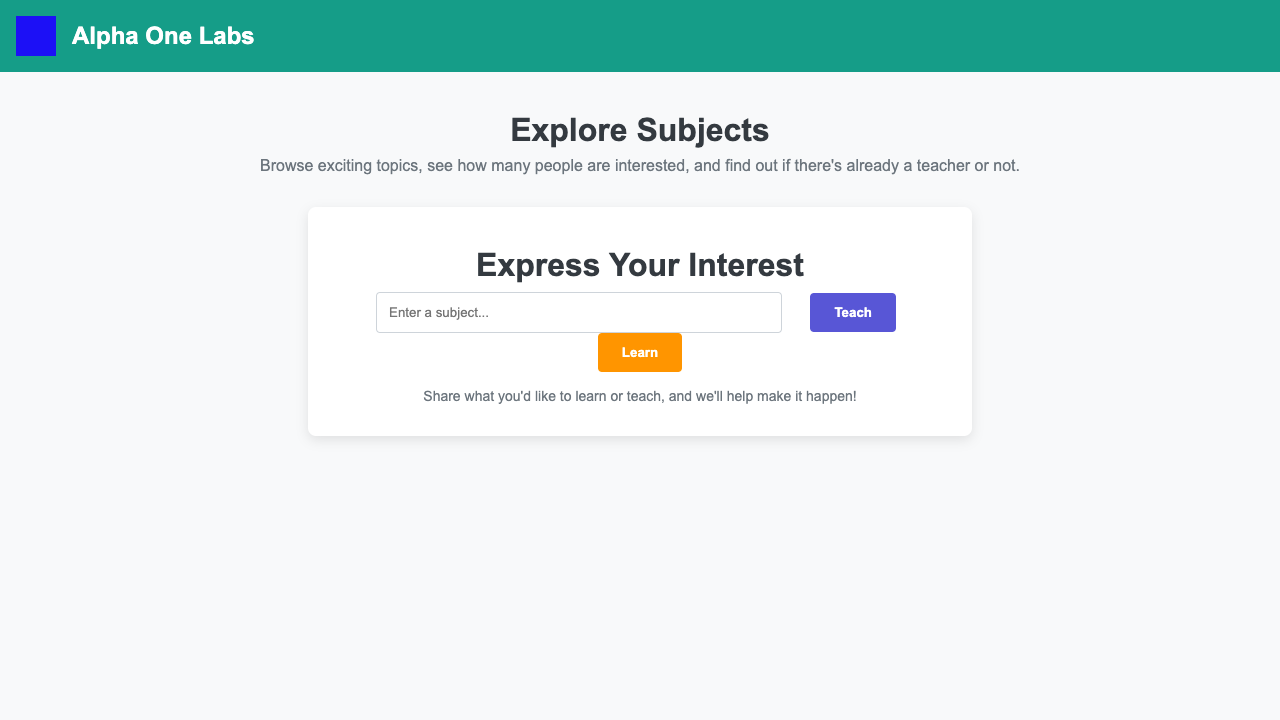 Alpha One Labs
Explore Subjects
Browse exciting topics, see how many people are interested, and find out if there's already a teacher or not.
Express Your Interest
Enter a subject...
Teach
Learn
Share what you'd like to learn or teach, and we'll help make it happen!